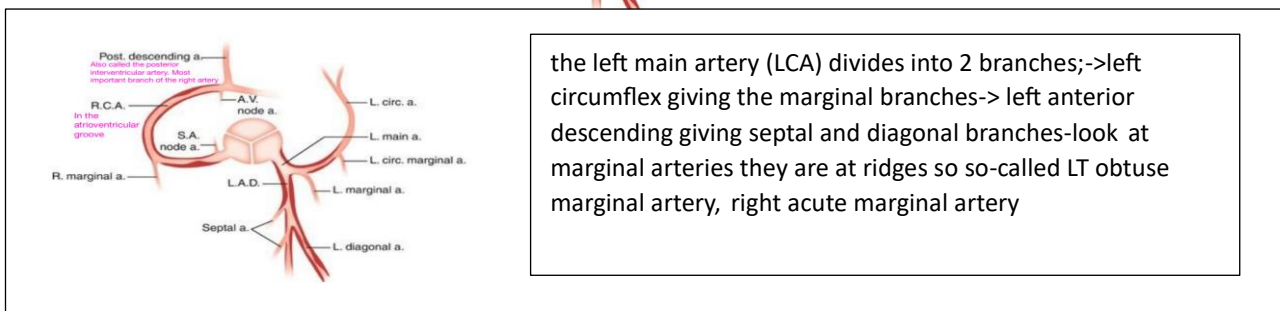 Post. descending a.
Also called the posterior
interventricular artery. Most
important branch of the right artery
R.C.A.
In the
atrioventricular
groove
A.V.
node a.
S.A.
node a.
R. marginal a.
L.A.D.
Septal a.
L. circ. a.
L. main a.
L. circ. marginal a.
L. marginal a.
L. diagonal a.
the left main artery (LCA) divides into 2 branches;->left
circumflex giving the marginal branches-> left anterior
descending giving septal and diagonal branches-look at
marginal arteries they are at ridges so so-called LT obtuse
marginal artery, right acute marginal artery